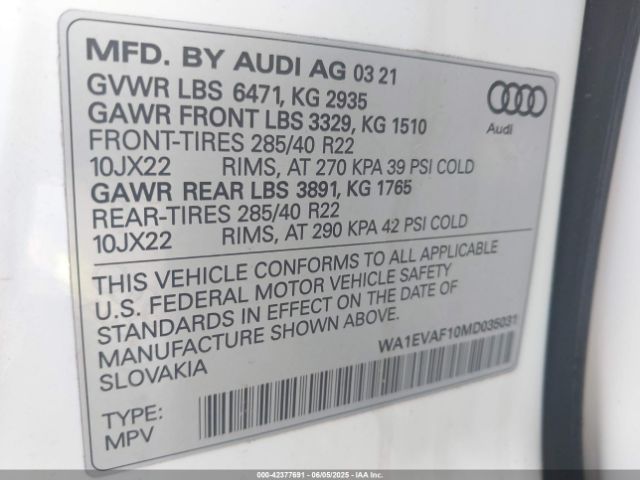 MFD. BY AUDI AG 03 21
GVWR LBS 6471, KG 2935
GAWR FRONT LBS 3329, KG 1510
FRONT-TIRES 285/40 R22
10JX22 RIMS, AT 270 KPA 39 PSI COLD
GAWR REAR LBS 3891, KG 1765
REAR-TIRES 285/40 R22
10JX22 RIMS, AT 290 KPA 42 PSI COLD
Audi
THIS VEHICLE CONFORMS TO ALL APPLICABLE
U.S. FEDERAL MOTOR VEHICLE SAFETY
STANDARDS IN EFFECT ON THE DATE OF
MANUFACTURE SHOWN ABOVE.
SLOVAKIA
WA1EVAF10MD035031
TYPE:
MPV
000-42377691 - 06/05/2025 - IAA Inc.